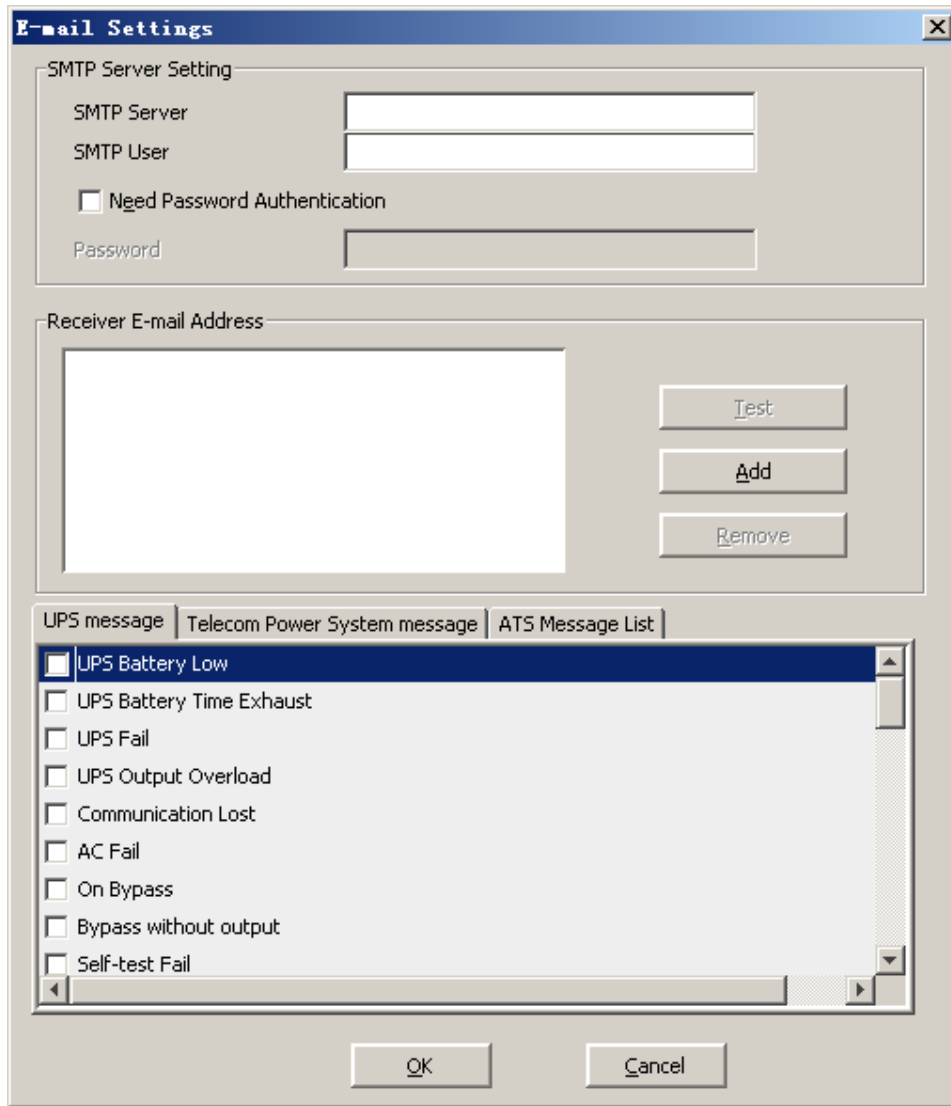 E-mail Settings
SMTP Server Setting
SMTP Server
SMTP User
Need Password Authentication
Password
Receiver E-mail Address
Test
Add
Remove
UPS message Telecom Power System message ATS Message List
UPS Battery Low
UPS Battery Time Exhaust
UPS Fail
UPS Output Overload
Communication Lost
AC Fail
On Bypass
Bypass without output
Self-test Fail
OK Cancel